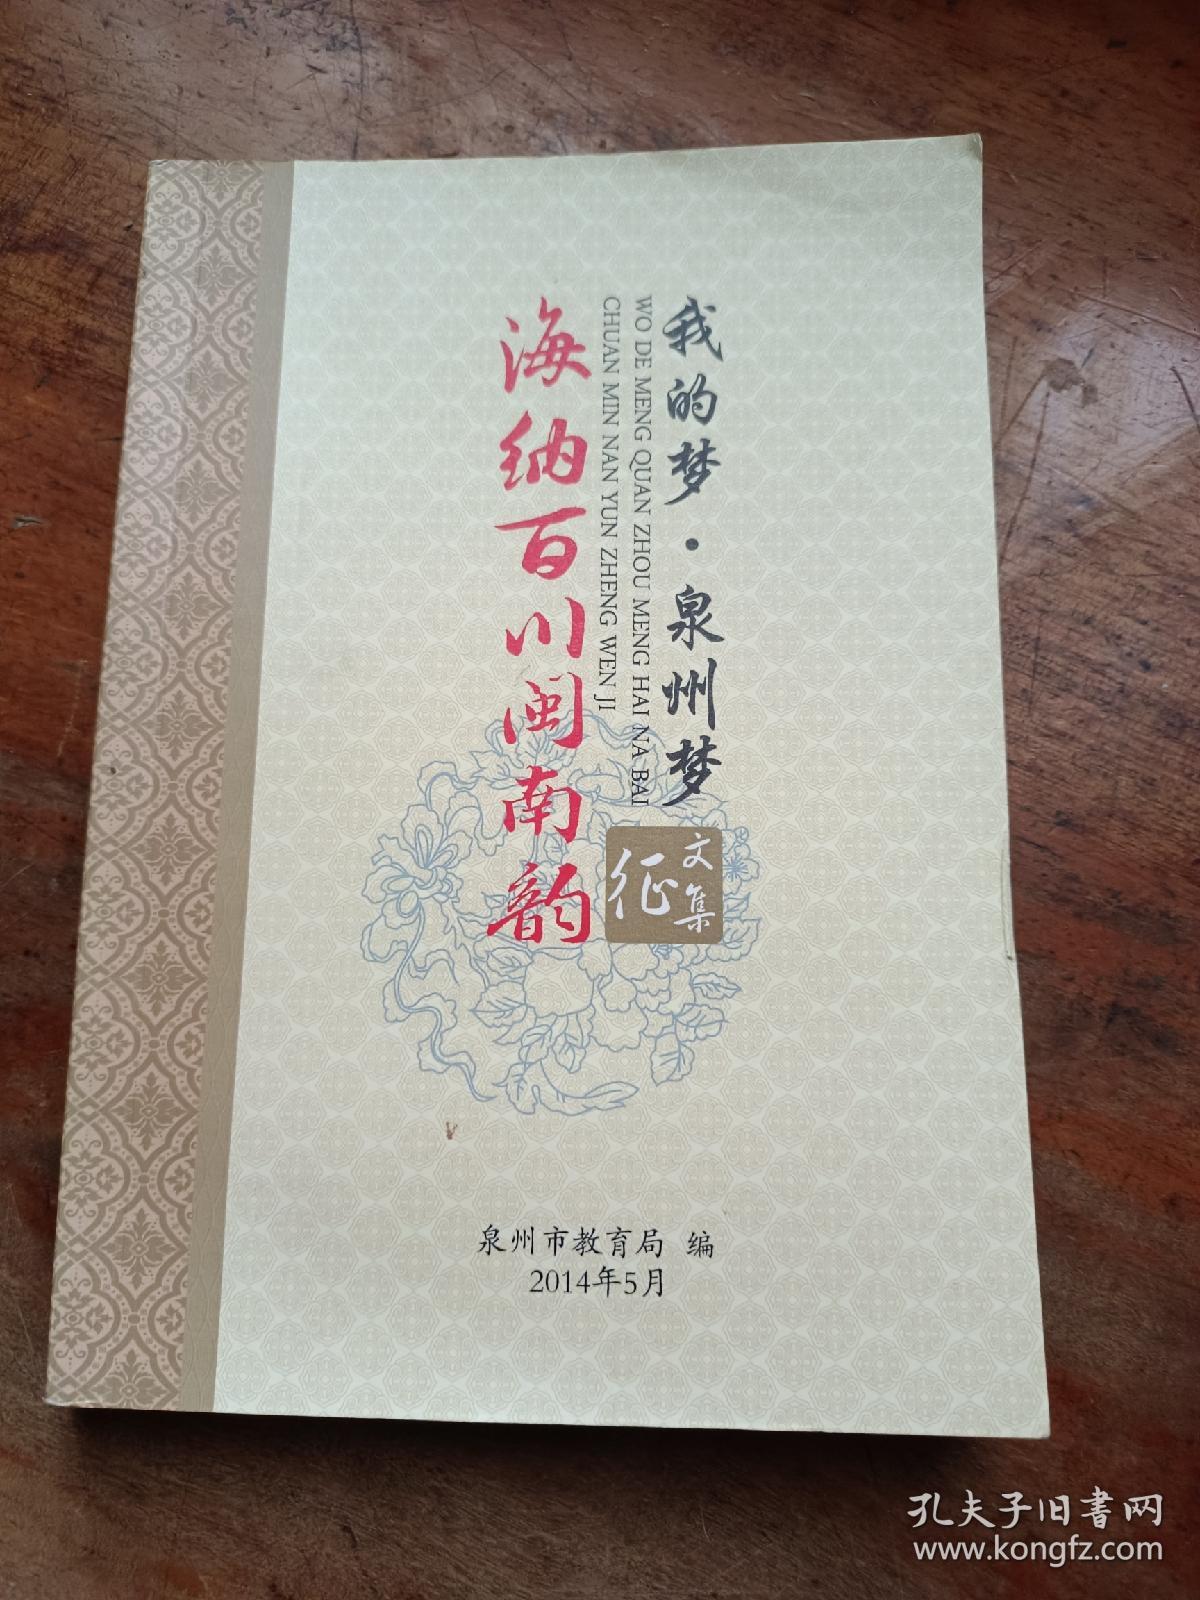 我的梦·泉州梦
WO DE MENG QUAN ZHOU MENG HAI NA BAI
CHUAN MIN NAN YUN ZHENG WEN JI
海纳百川闽南韵
征文集
泉州市教育局 编
2014年5月
孔夫子旧书网
www.kongfz.com